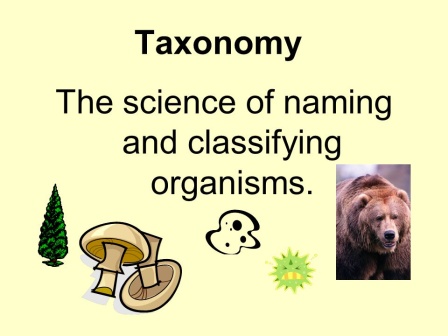 Taxonomy
The science of naming
and classifying
organisms.